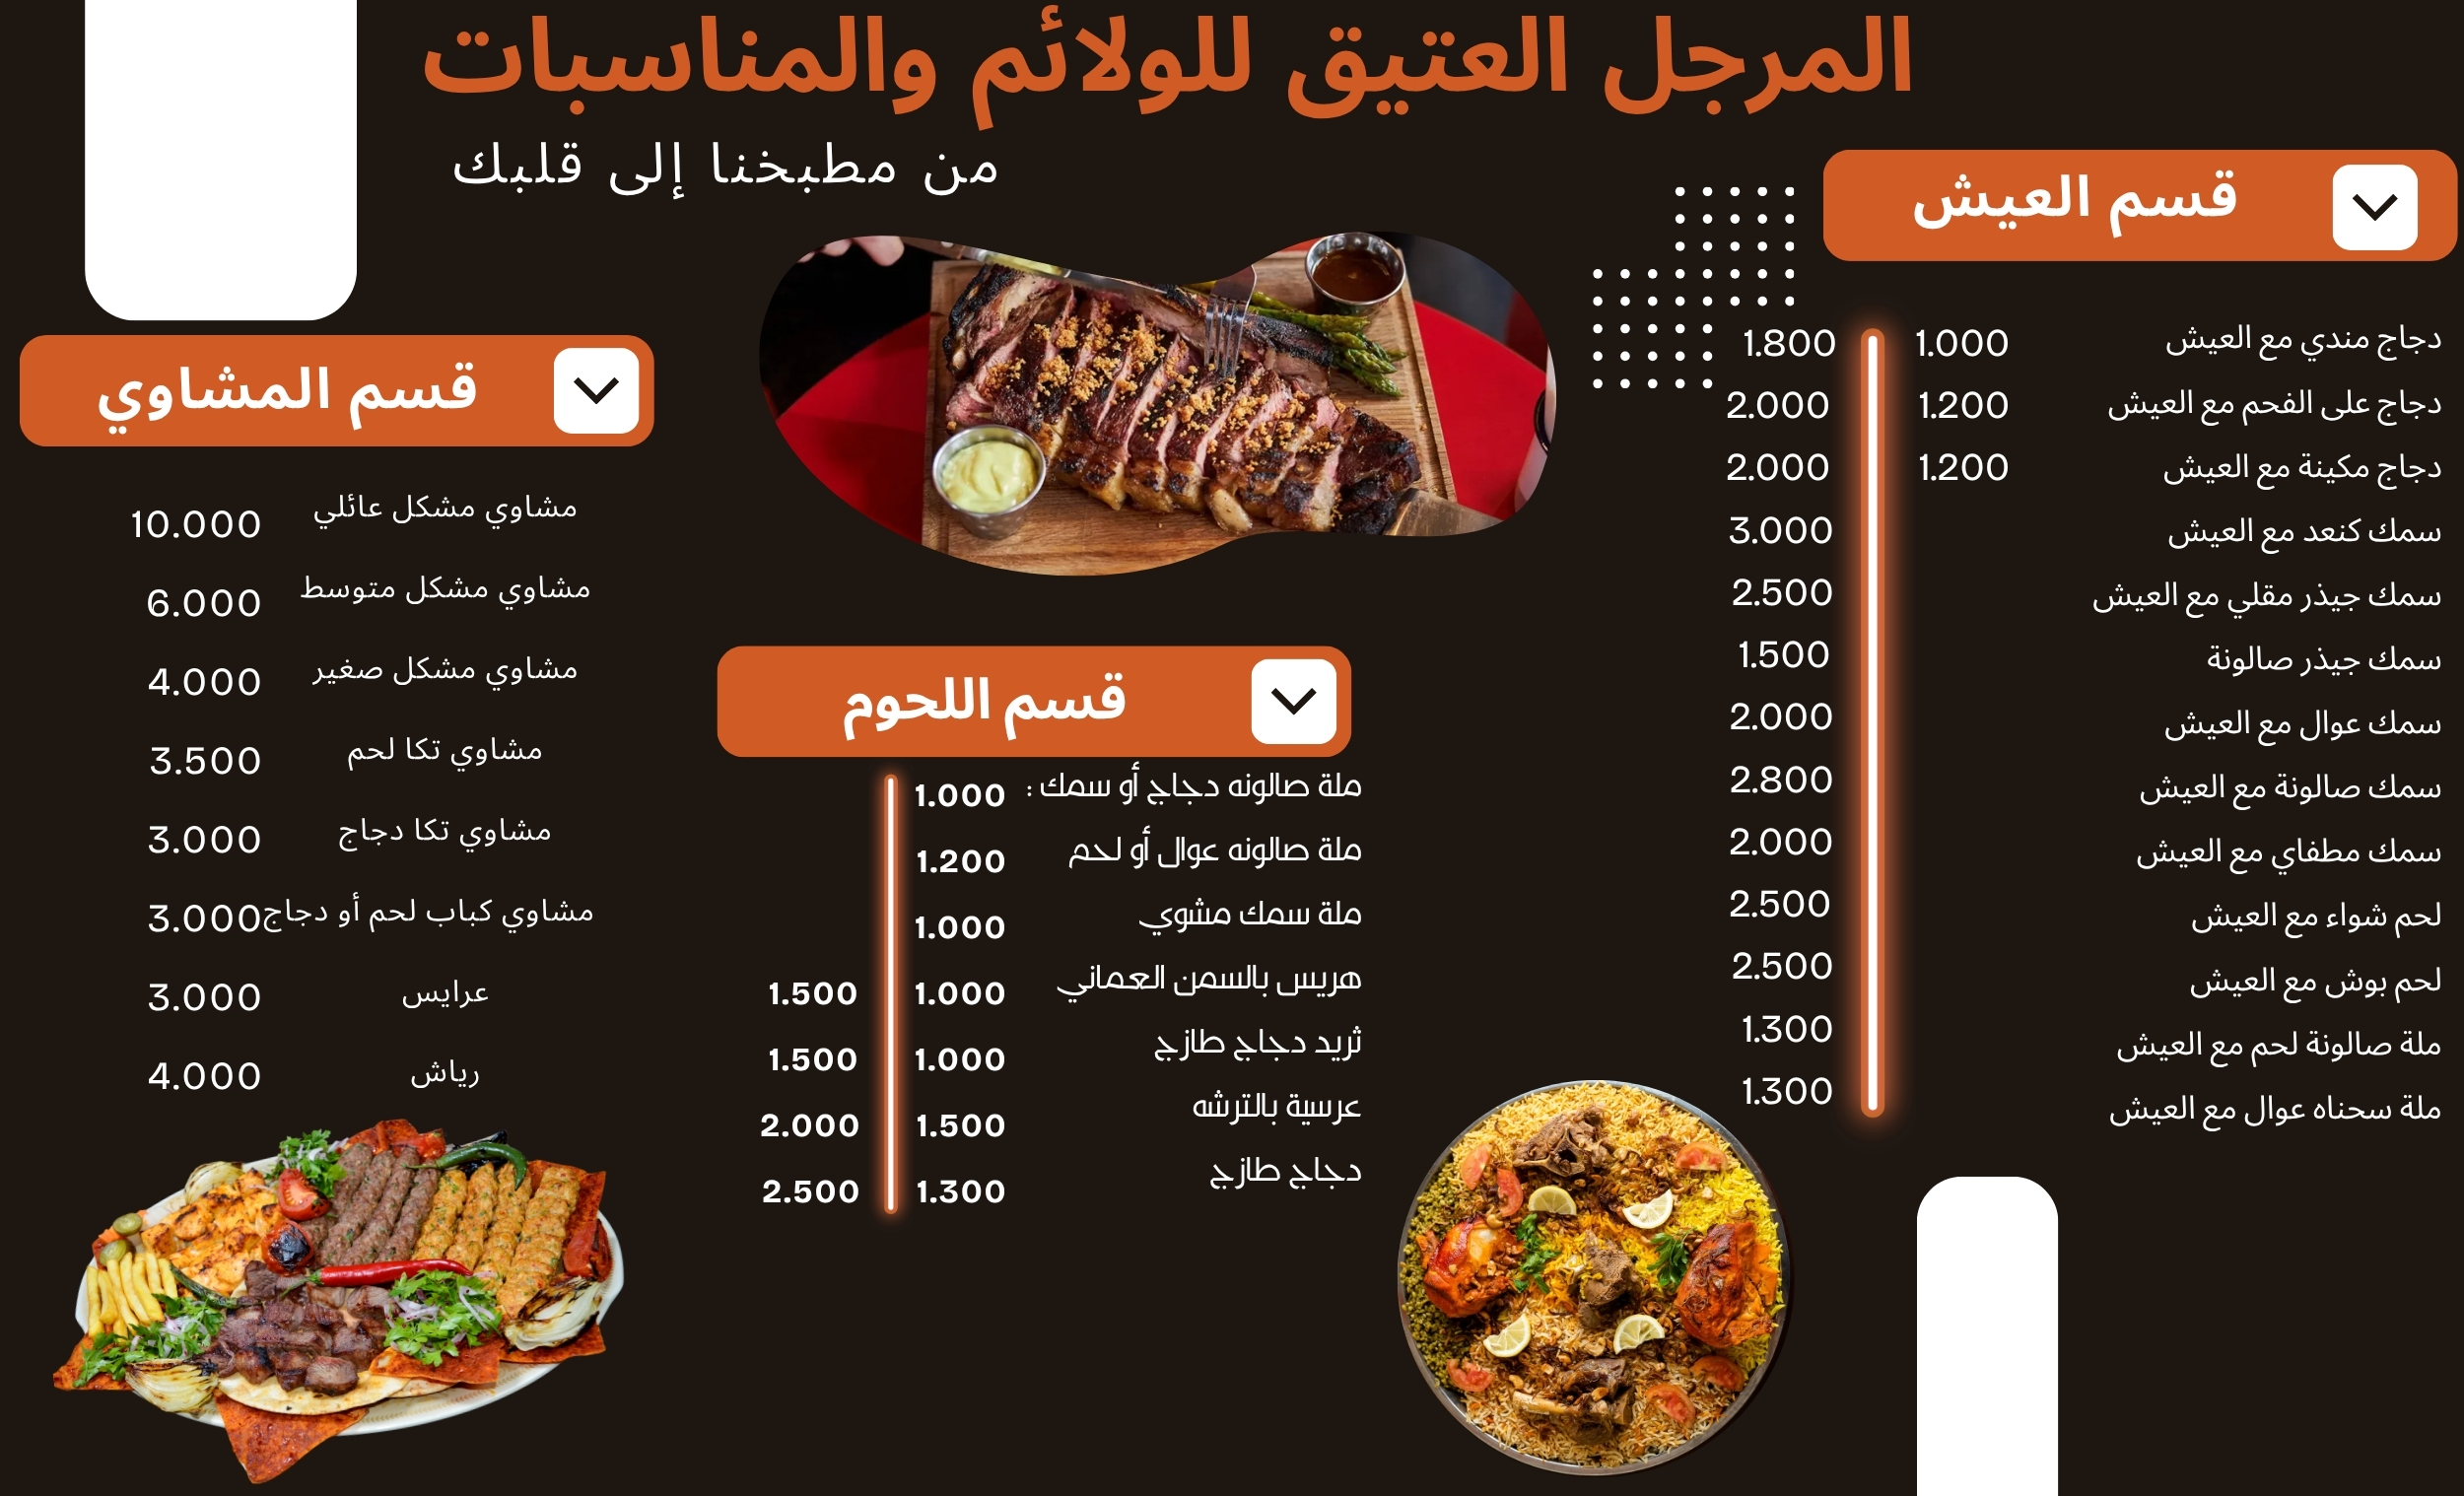 المرجل العتيق للولائم والمناسبات
من مطبخنا إلى قلبك
قسم العيش
دجاج مندي مع العيش 1.000 1.800
دجاج على الفحم مع العيش 1.200 2.000
دجاج مكينة مع العيش 1.200 2.000
سمك كنعد مع العيش 3.000
سمك جيذر مقلي مع العيش 2.500
سمك جيذر صالونة 1.500
سمك عوال مع العيش 2.000
سمك صالونة مع العيش 2.800
سمك مطفاي مع العيش 2.000
لحم شواء مع العيش 2.500
لحم بوش مع العيش 2.500
ملة صالونة لحم مع العيش 1.300
ملة سحناه عوال مع العيش 1.300
قسم اللحوم
ملة صالونه دجاج أو سمك : 1.000
ملة صالونه عوال أو لحم 1.200
ملة سمك مشوي 1.000
هريس بالسمن العماني 1.000 1.500
ثريد دجاج طازج 1.000 1.500
عرسية بالترشه 1.500 2.000
دجاج طازج 1.300 2.500
قسم المشاوي
مشاوي مشكل عائلي 10.000
مشاوي مشكل متوسط 6.000
مشاوي مشكل صغير 4.000
مشاوي تكا لحم 3.500
مشاوي تكا دجاج 3.000
مشاوي كباب لحم أو دجاج 3.000
عرايس 3.000
رياش 4.000